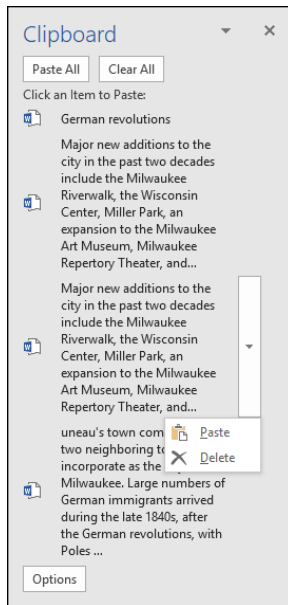 Clipboard
Paste All Clear All
Click an Item to Paste:
German revolutions
Major new additions to the
city in the past two decades
include the Milwaukee
Riverwalk, the Wisconsin
Center, Miller Park, an
expansion to the Milwaukee
Art Museum, Milwaukee
Repertory Theater, and...
Major new additions to the
city in the past two decades
include the Milwaukee
Riverwalk, the Wisconsin
Center, Miller Park, an
expansion to the Milwaukee
Art Museum, Milwaukee
Repertory Theater, and...
uneau's town com
two neighboring to
incorporate as the
Milwaukee. Large numbers of
German immigrants arrived
during the late 1840s, after
the German revolutions, with
Poles ...
Paste
Delete
Options